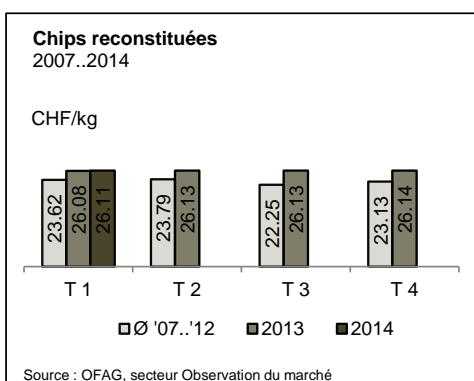 Chips reconstituées
2007..2014
CHF/kg
23.62 26.08 26.11 23.79 26.13 22.25 26.13 23.13 26.14
T 1 T 2 T 3 T 4
Ø '07..'12 2013 2014
Source : OFAG, secteur Observation du marché